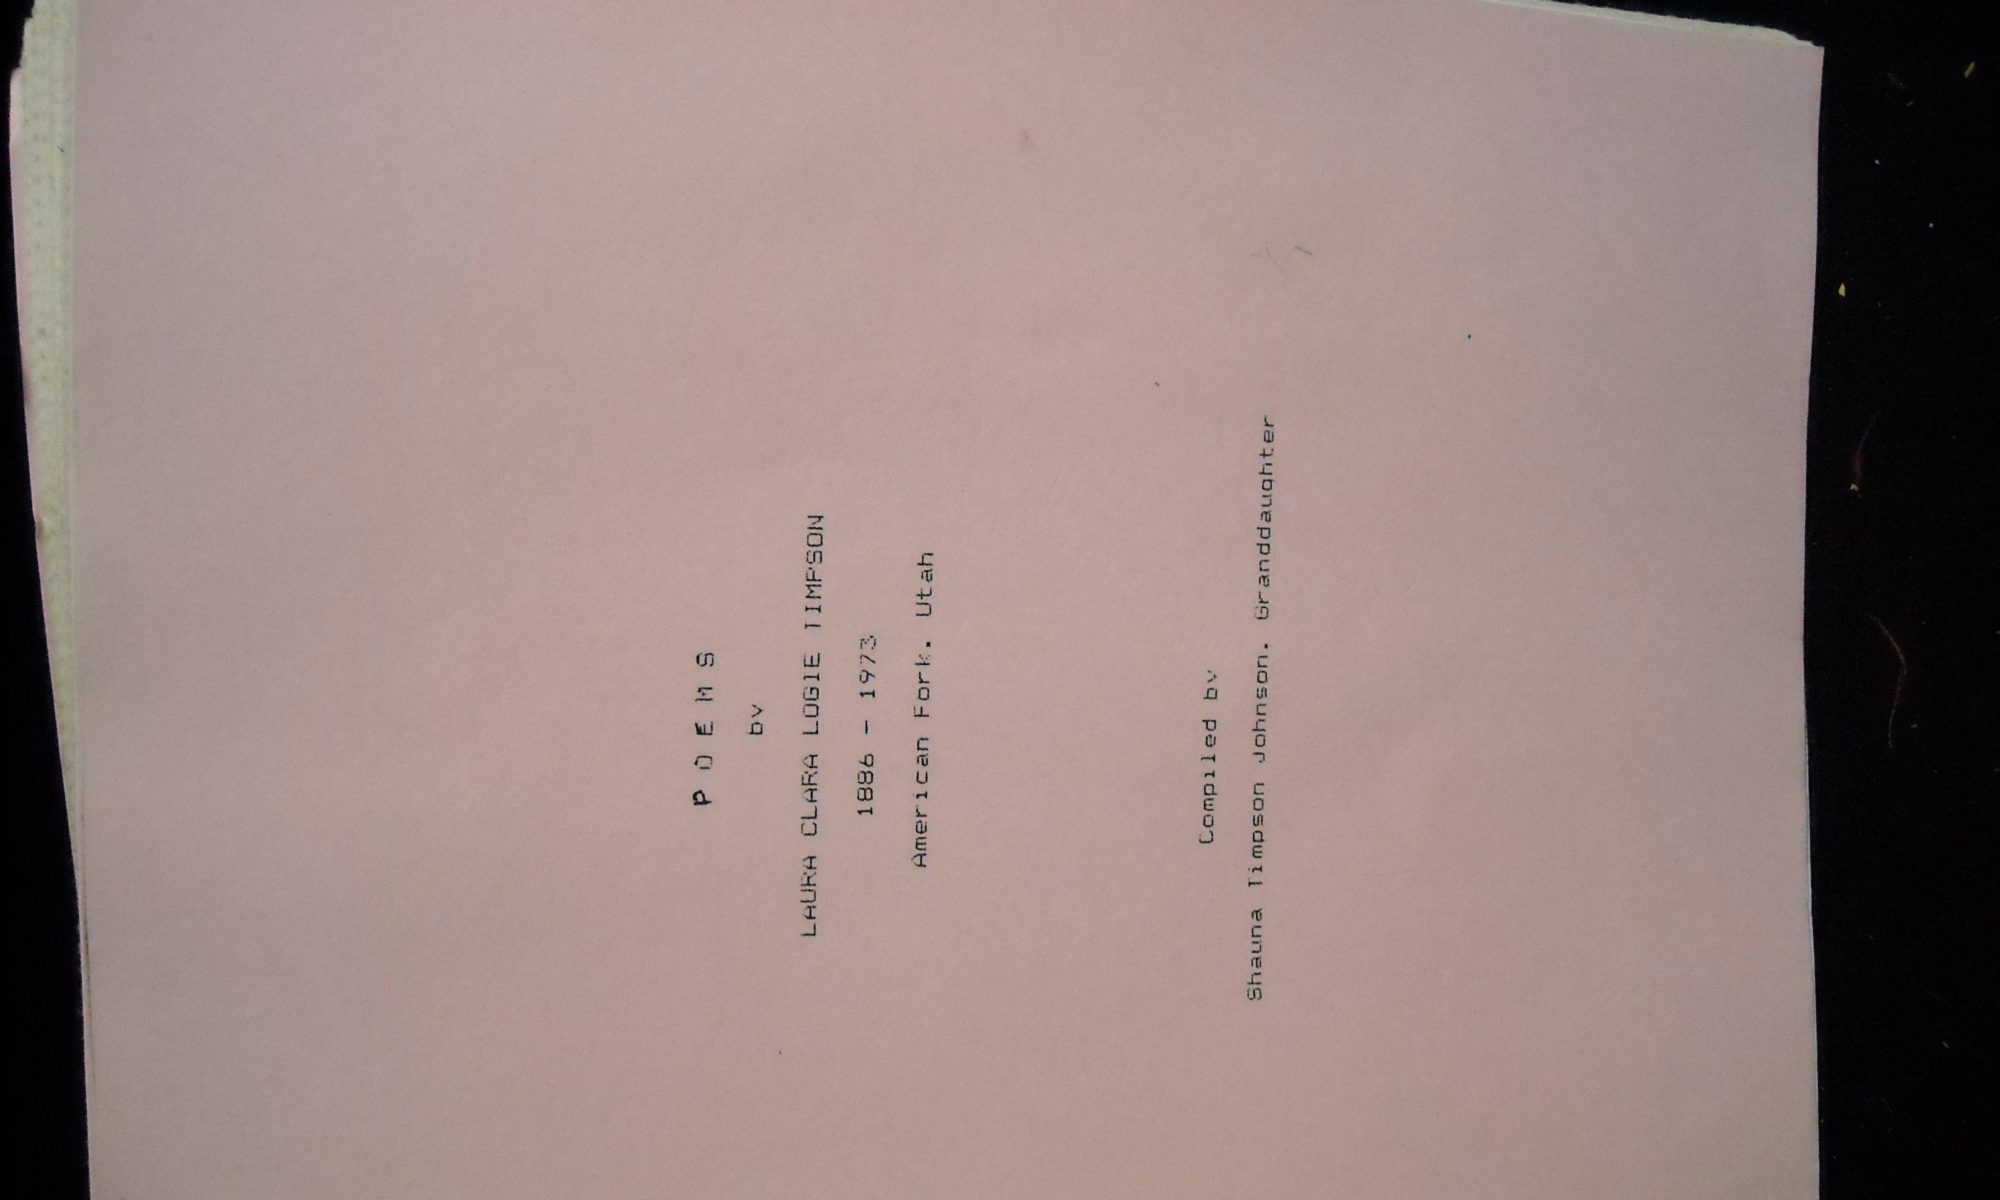 P O E M S
by
LAURA CLARA LOGIE TIMPSON
1886 - 1973
American Fork, Utah
Compiled by
Shauna Timpson Johnson, Granddaughter